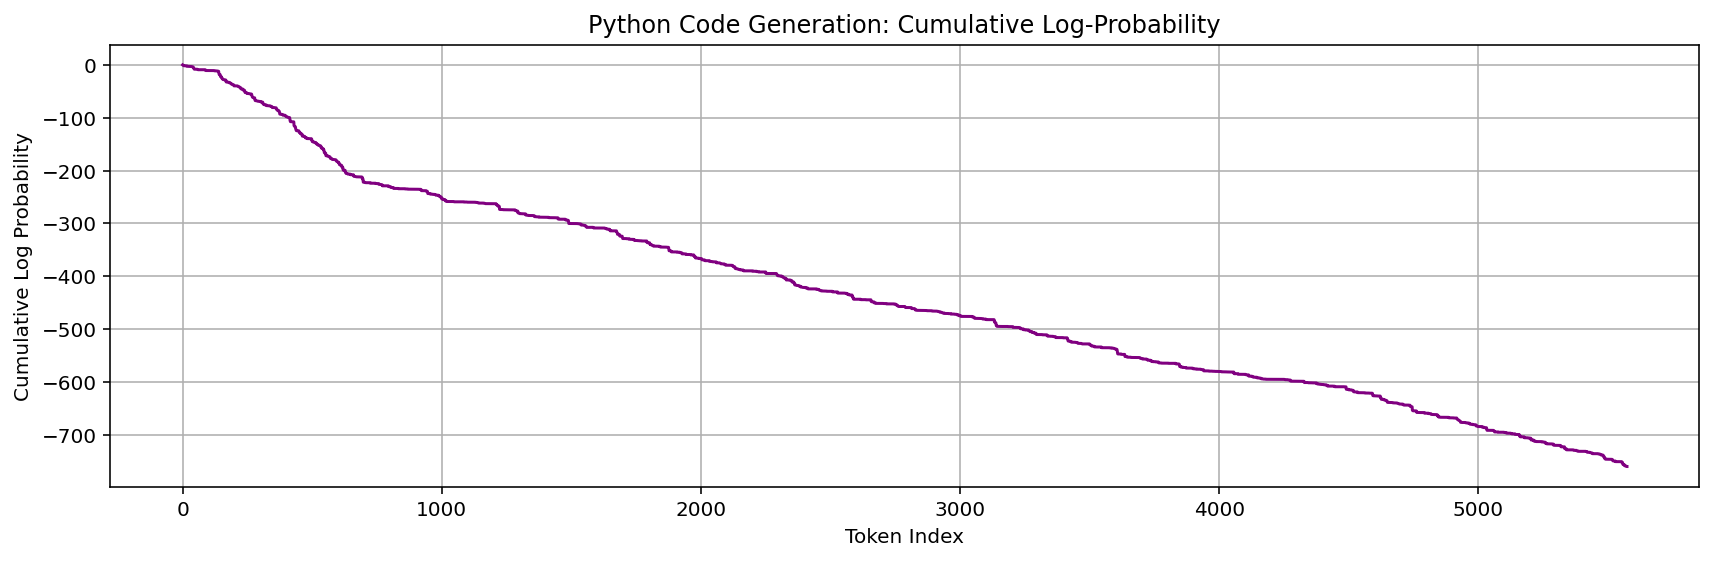 Python Code Generation: Cumulative Log-Probability
Cumulative Log Probability
0
−100
−200
−300
−400
−500
−600
−700
0 1000 2000 3000 4000 5000
Token Index